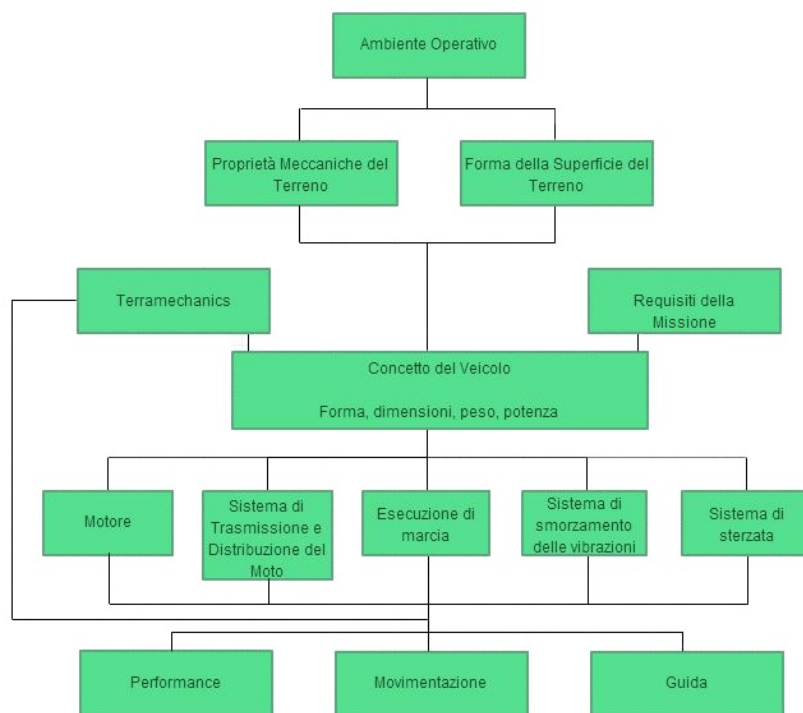 Ambiente Operativo
Proprietà Meccaniche del
Terreno
Forma della Superficie del
Terreno
Terramechanics
Requisiti della
Missione
Concetto del Veicolo
Forma, dimensioni, peso, potenza
Motore
Sistema di
Trasmissione e
Distribuzione del
Moto
Esecuzione di
marcia
Sistema di
smorzamento
delle vibrazioni
Sistema di
sterzata
Performance
Movimentazione
Guida